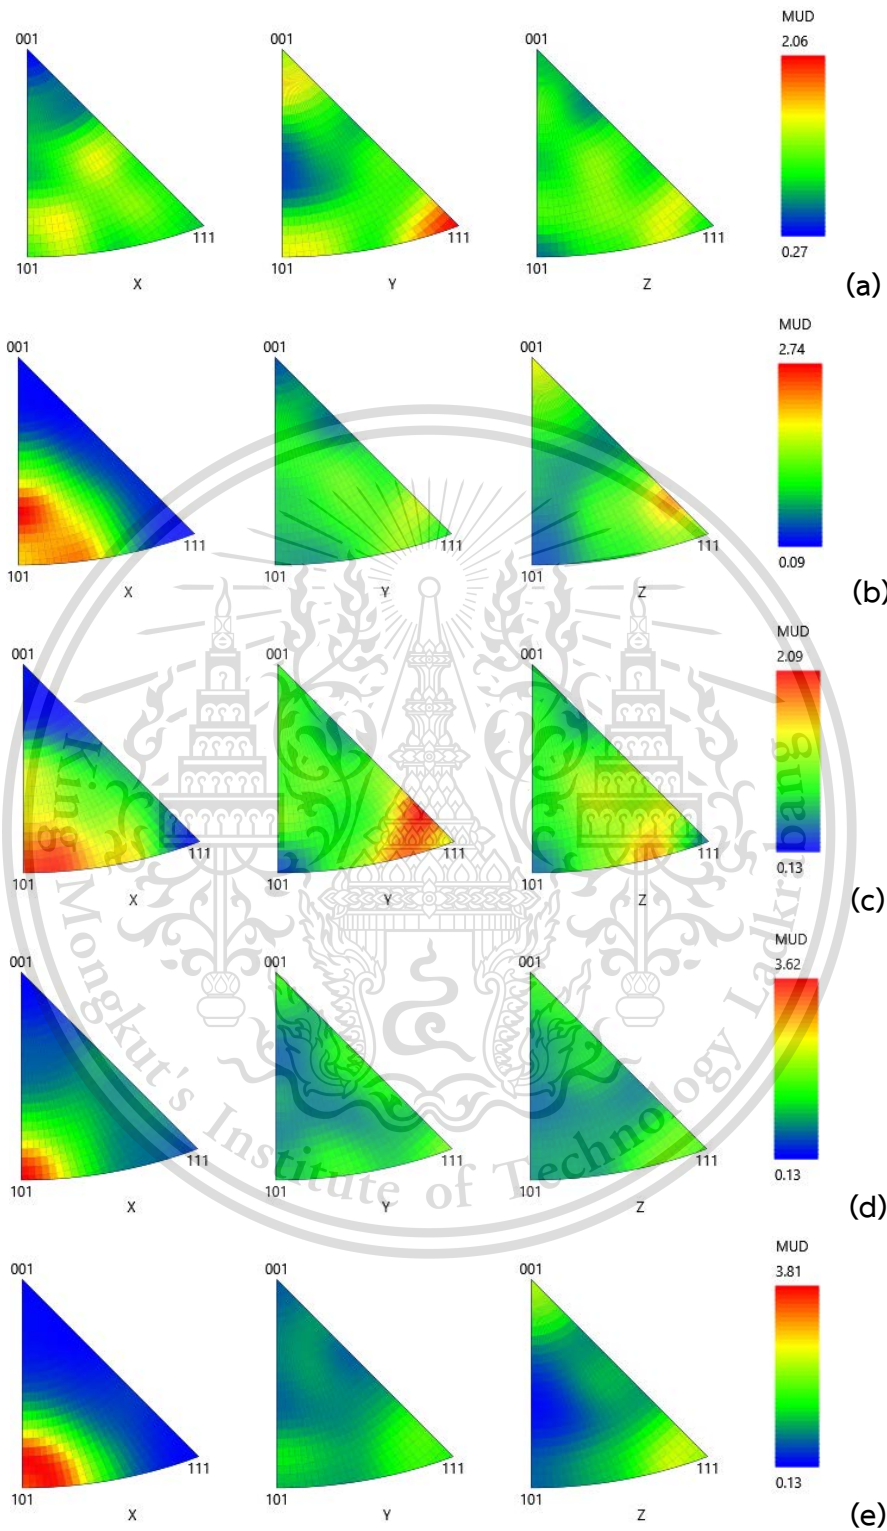 MUD
2.06
001 001 001
111 111 111
0.27
101 101 101
X Y Z
(a)
MUD
2.74
001 001 001
111 111 111
0.09
101 101 101
X Y Z
(b)
MUD
2.09
001 001 001
111 111 111
0.13
101 101 101
X Y Z
(c)
MUD
3.62
001 001 001
111 111 111
0.13
101 101 101
X Y Z
(d)
MUD
3.81
001 001 001
111 111 111
0.13
101 101 101
X Y Z
(e)
King Mongkut's Institute of Technology Ladkrabang